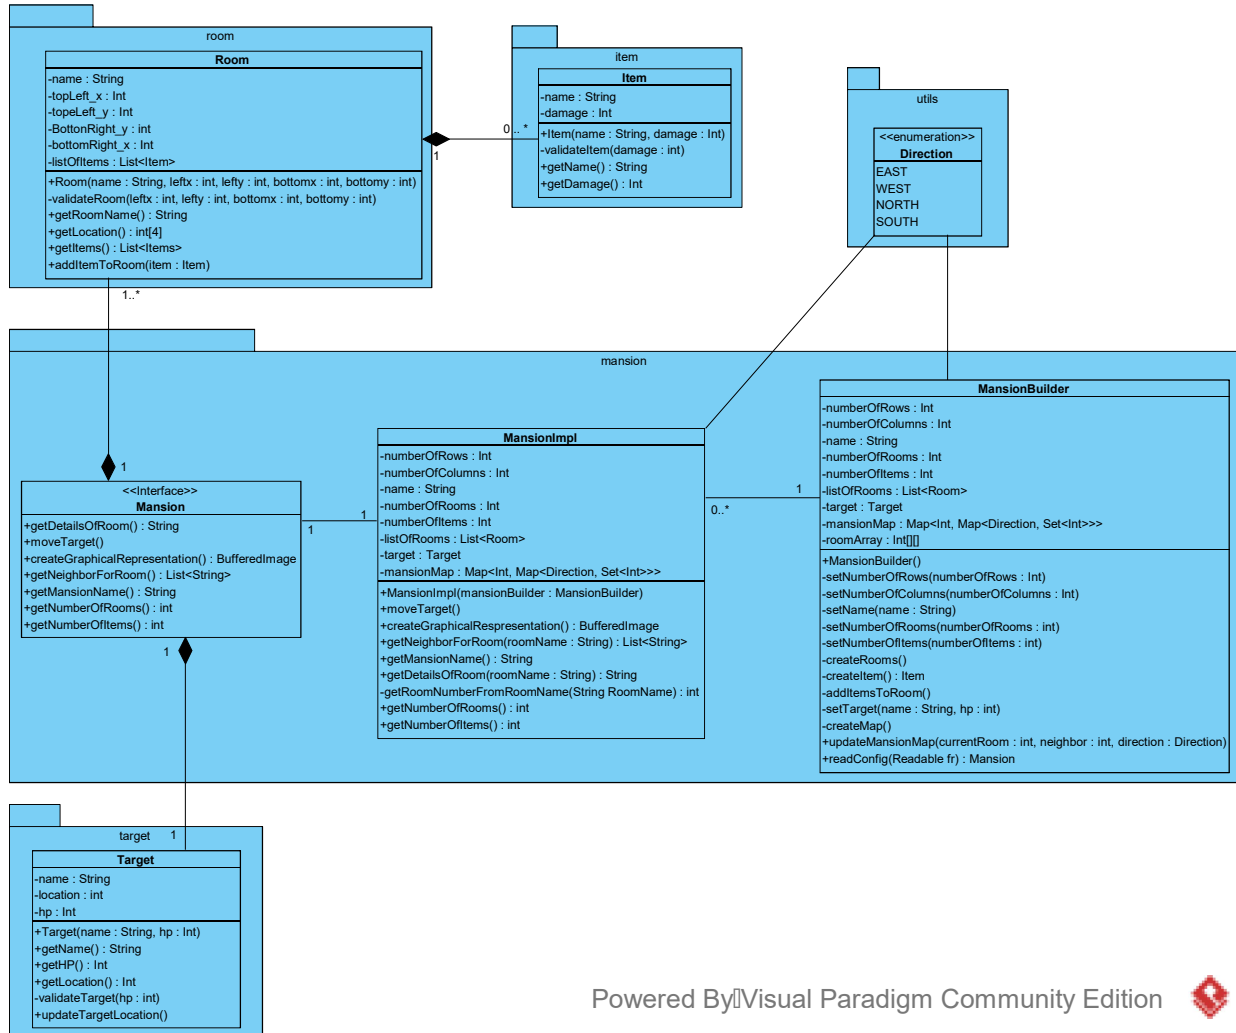 room
Room
-name : String
-topLeft_x : Int
-topeLeft_y : Int
-BottonRight_y : int
-bottomRight_x : Int
-listOfItems : List<Item>
+Room(name : String, leftx : int, lefty : int, bottomx : int, bottomy : int)
-validateRoom(leftx : int, lefty : int, bottomx : int, bottomy : int)
+getRoomName() : String
+getLocation() : int[4]
+getItems() : List<Items>
+addItemToRoom(item : Item)
1
0..*
item
Item
-name : String
-damage : Int
+Item(name : String, damage : Int)
-validateItem(damage : int)
+getName() : String
+getDamage() : Int
utils
<<enumeration>>
Direction
EAST
WEST
NORTH
SOUTH
1..*
mansion
1
<<Interface>>
Mansion
+getDetailsOfRoom() : String
+moveTarget()
+createGraphicalRepresentation() : BufferedImage
+getNeighborForRoom() : List<String>
+getMansionName() : String
+getNumberOfRooms() : int
+getNumberOfItems() : int
1
1
MansionImpl
-numberOfRows : Int
-numberOfColumns : Int
-name : String
-numberOfRooms : Int
-numberOfItems : Int
-listOfRooms : List<Room>
-target : Target
-mansionMap : Map<Int, Map<Direction, Set<Int>>>
+MansionImpl(mansionBuilder : MansionBuilder)
+moveTarget()
+createGraphicalRespresentation() : BufferedImage
+getNeighborForRoom(roomName : String) : List<String>
+getMansionName() : String
+getDetailsOfRoom(roomName : String) : String
-getRoomNumberFromRoomName(String RoomName) : int
+getNumberOfRooms() : int
+getNumberOfItems() : int
0..*
1
MansionBuilder
-numberOfRows : Int
-numberOfColumns : Int
-name : String
-numberOfRooms : Int
-numberOfItems : Int
-listOfRooms : List<Room>
-target : Target
-mansionMap : Map<Int, Map<Direction, Set<Int>>>
-roomArray : Int[][]
+MansionBuilder()
-setNumberOfRows(numberOfRows : Int)
-setNumberOfColumns(numberOfColumns : Int)
-setName(name : String)
-setNumberOfRooms(numberOfRooms : int)
-setNumberOfItems(numberOfItems : int)
-createRooms()
-createItem() : Item
-addItemsToRoom()
-setTarget(name : String, hp : int)
-createMap()
+updateMansionMap(currentRoom : int, neighbor : int, direction : Direction)
+readConfig(Readable fr) : Mansion
target
1
Target
-name : String
-location : int
-hp : Int
+Target(name : String, hp : Int)
+getName() : String
+getHP() : Int
+getLocation() : Int
-validateTarget(hp : int)
+updateTargetLocation()
Powered By Visual Paradigm Community Edition